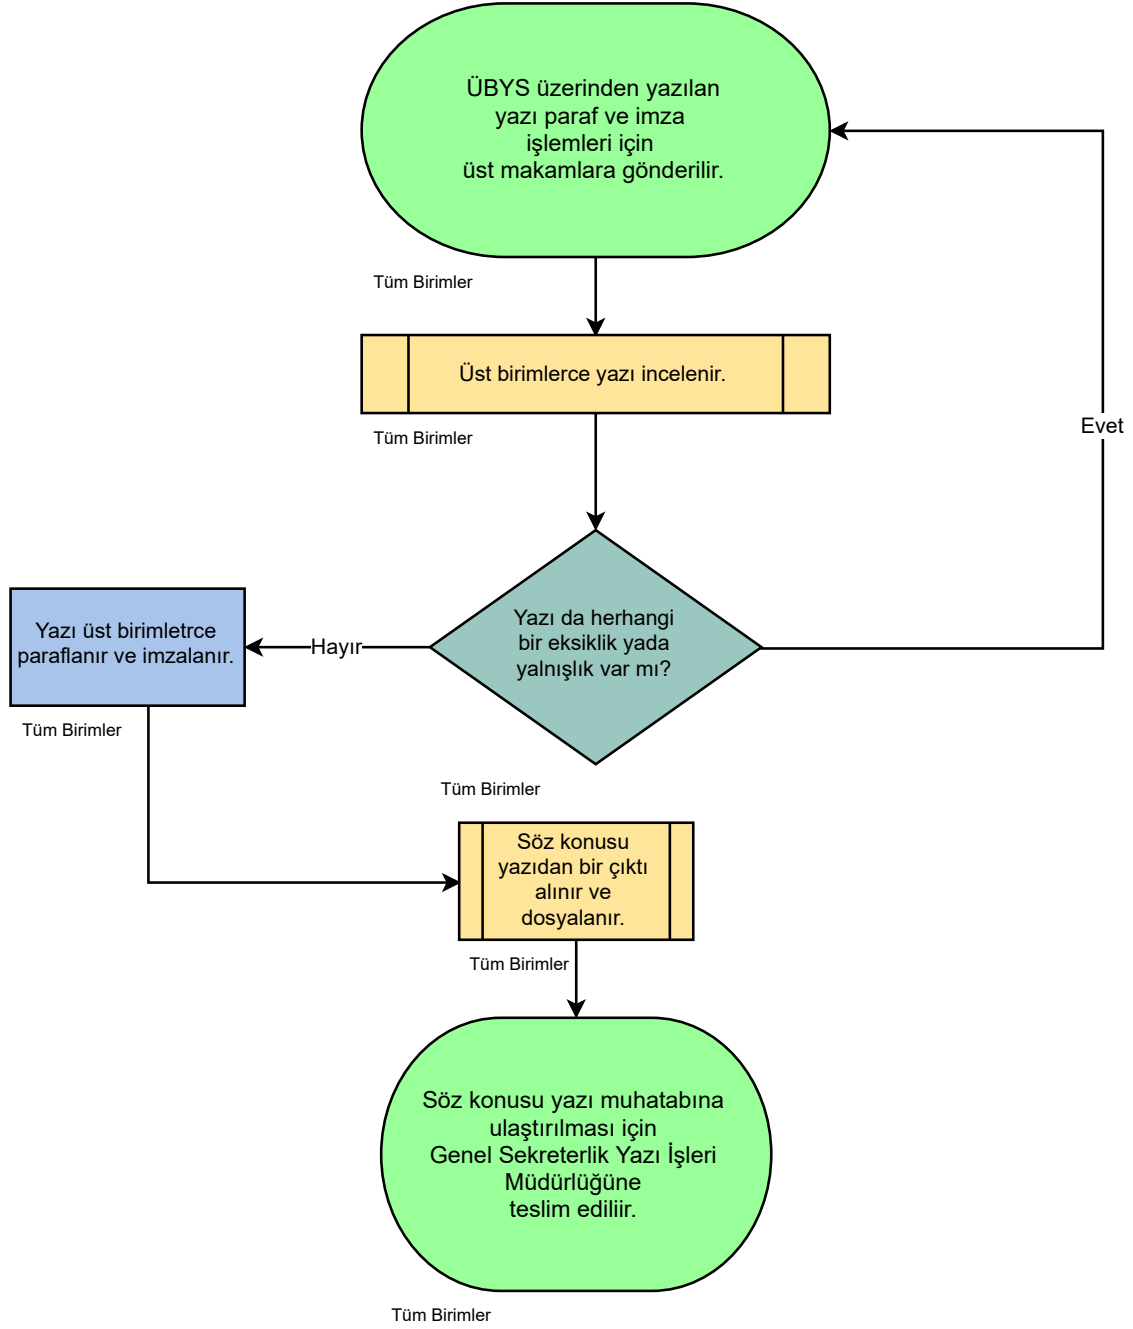 ÜBYS üzerinden yazılan
yazı paraf ve imza
işlemleri için
üst makamlara gönderilir.
Tüm Birimler
Üst birimlerce yazı incelenir.
Tüm Birimler
Evet
Yazı da herhangi
bir eksiklik yada
yalnışlık var mı?
Hayır
Yazı üst birimletrce
paraflanır ve imzalanır.
Tüm Birimler
Tüm Birimler
Söz konusu
yazıdan bir çıktı
alınır ve
dosyalanır.
Tüm Birimler
Söz konusu yazı muhatabına
ulaştırılması için
Genel Sekreterlik Yazı İşleri
Müdürlüğüne
teslim ediliir.
Tüm Birimler